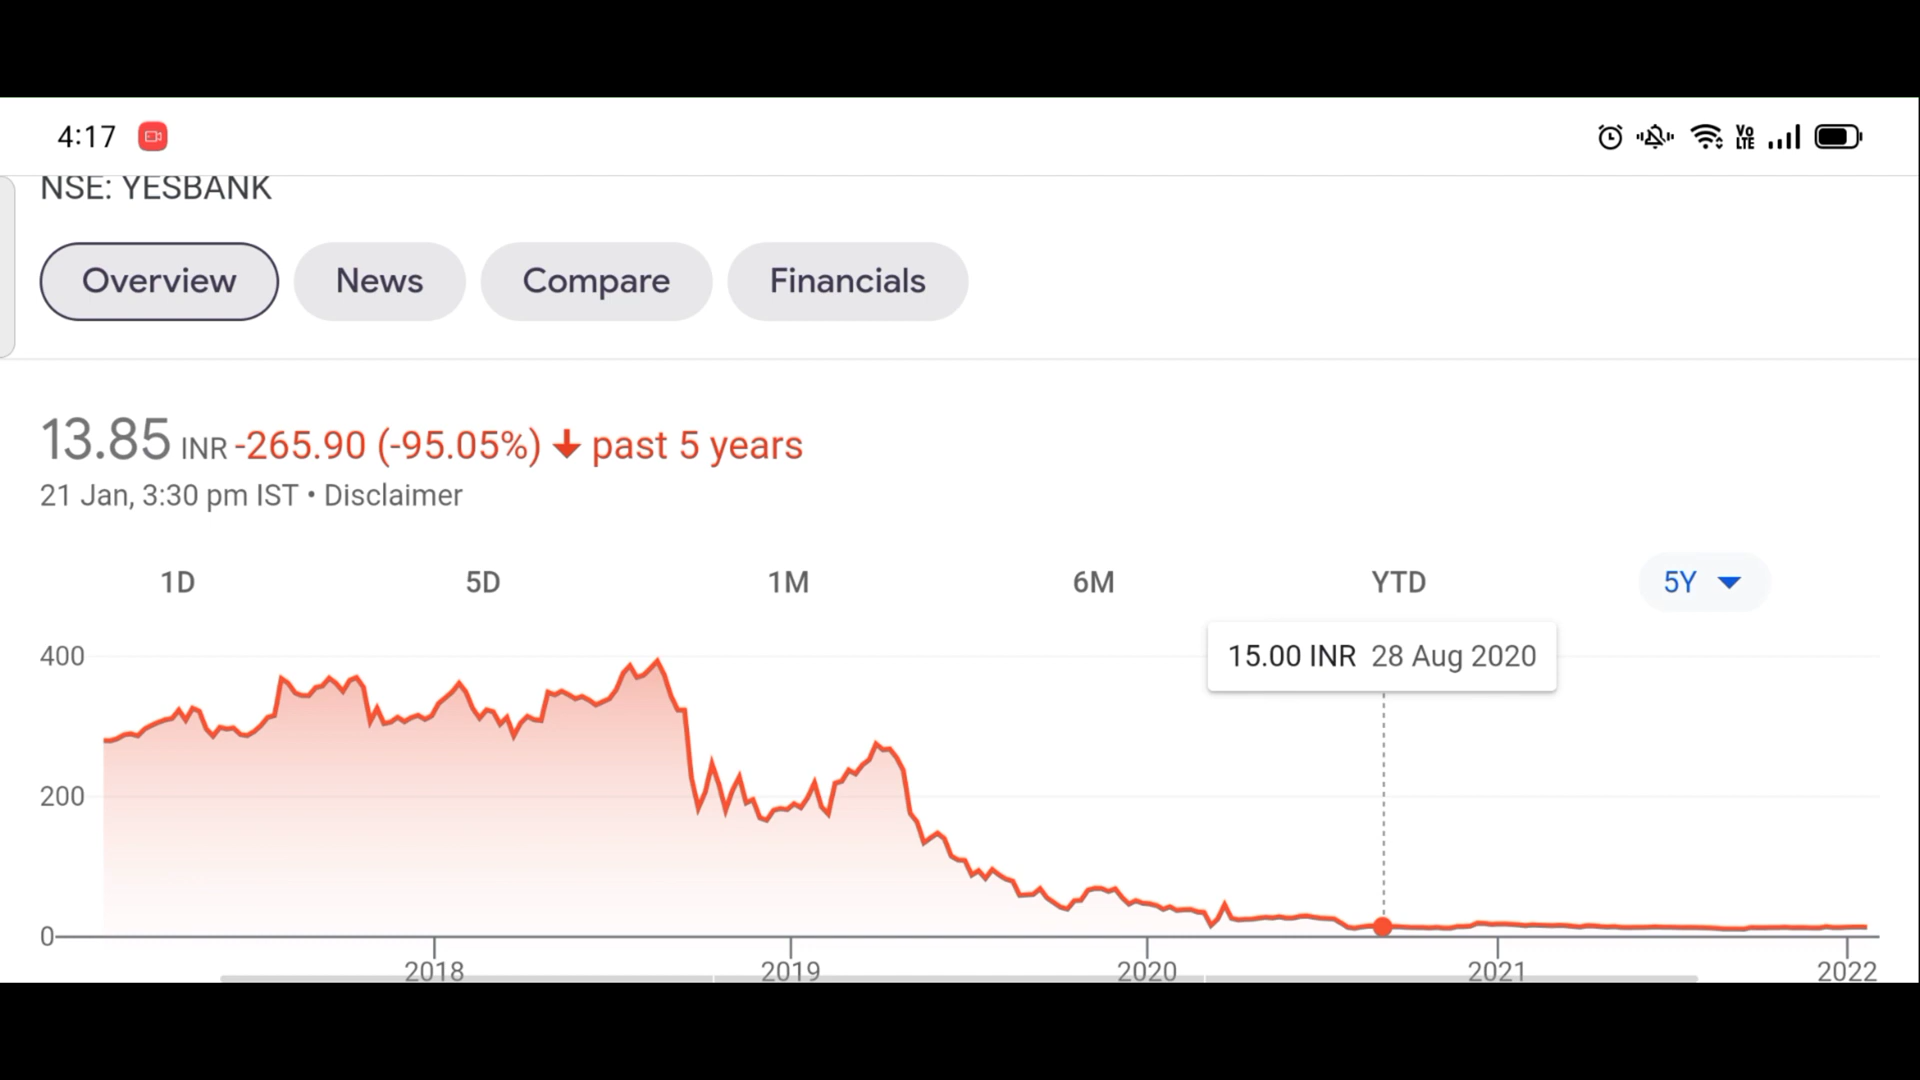 4:17 Vo LTE
NSE: YESBANK
Overview News Compare Financials
13.85 INR -265.90 (-95.05%) past 5 years
21 Jan, 3:30 pm IST • Disclaimer
1D 5D 1M 6M YTD 5Y
15.00 INR 28 Aug 2020
400
200
0
2018 2019 2020 2021 2022